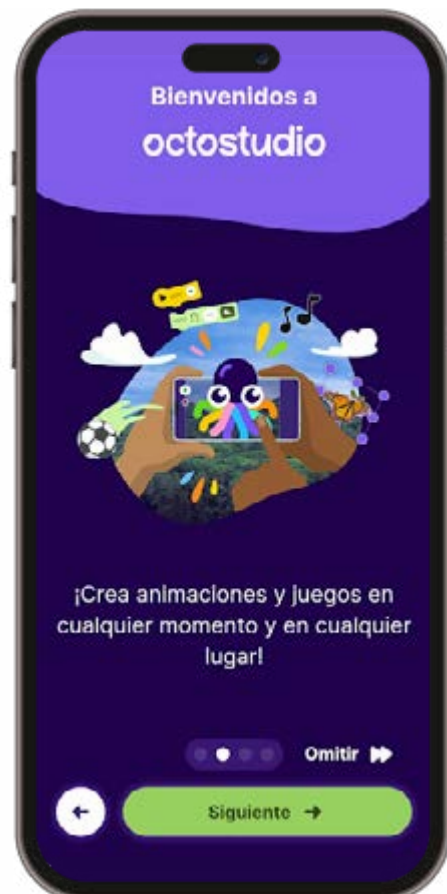 Bienvenidos a
octostudio
¡Crea animaciones y juegos en
cualquier momento y en cualquier
lugar!
Omitir
Siguiente